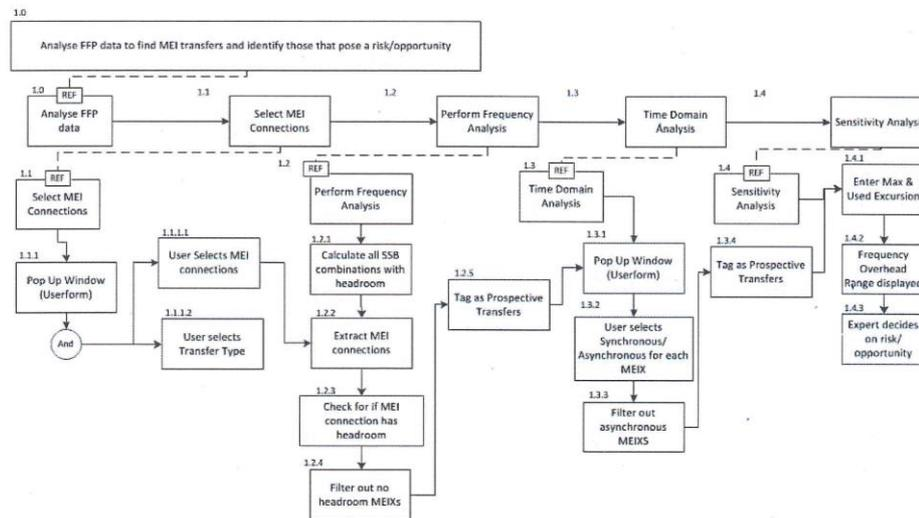 1.0
Analyse FFP data to find MEI transfers and identify those that pose a risk/opportunity
1.0
REF
Analyse FFP
data
1.1
Select MEI
Connections
1.2
Perform Frequency
Analysis
1.3
Time Domain
Analysis
1.4
Sensitivity Analys
1.1
REF
Select MEI
Connections
1.1.1
Pop Up Window
(Userform)
And
1.1.1.1
User Selects MEI
connections
1.1.1.2
User selects
Transfer Type
1.2
REF
Perform Frequency
Analysis
1.2.1
Calculate all SSB
combinations with
headroom
1.2.2
Extract MEI
connections
1.2.3
Check for if MEI
connection has
headroom
1.2.4
Filter out no
headroom MEIXs
1.2.5
Tag as Prospective
Transfers
1.3
REF
Time Domain
Analysis
1.3.1
Pop Up Window
(Userform)
1.3.2
User selects
Synchronous/
Asynchronous for each
MEIX
1.3.3
Filter out
asynchronous
MEIXS
1.3.4
Tag as Prospective
Transfers
1.4
REF
Sensitivity
Analysis
1.4.1
Enter Max &
Used Excursion
1.4.2
Frequency
Overhead
Range displayed
1.4.3
Expert decides
on risk/
opportunity